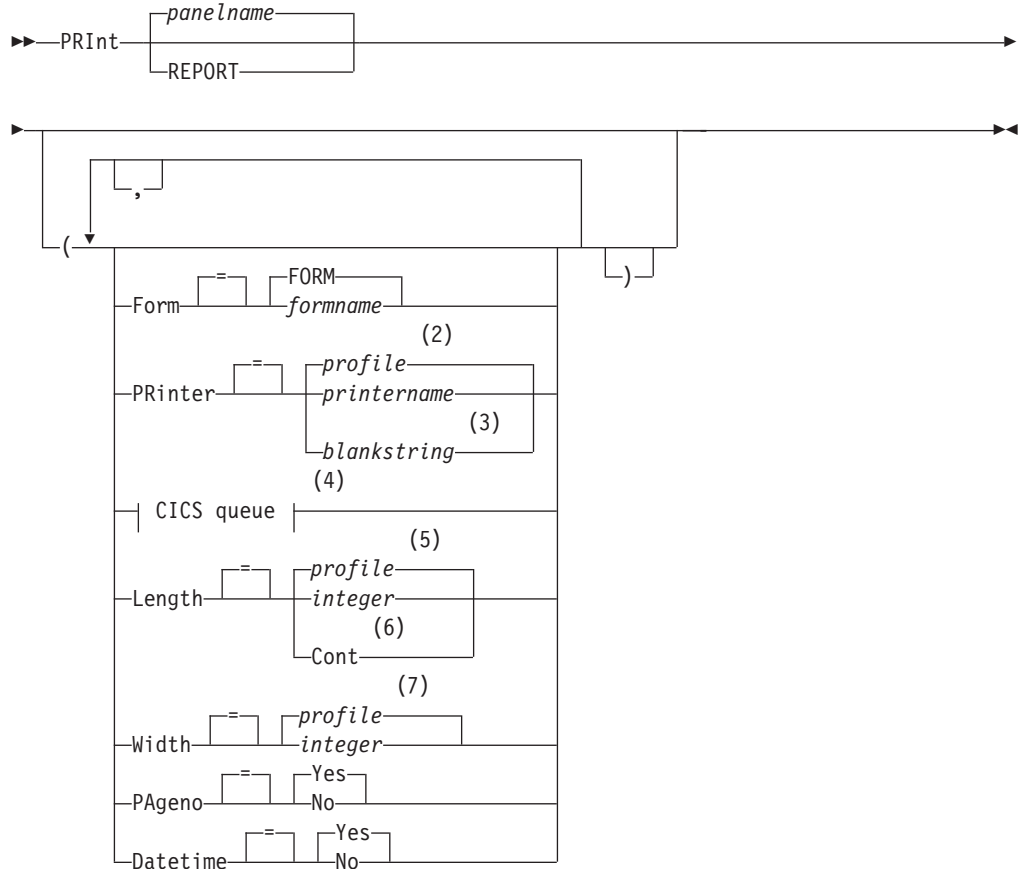 panelname
PRInt
REPORT
,
(
)
= FORM
Form formname
(2)
= profile
PRinter printername
(3)
blankstring
(4)
CICS queue
(5)
= profile
Length integer
(6)
Cont
(7)
= profile
Width integer
= Yes
PAgeno No
= Yes
Datetime No